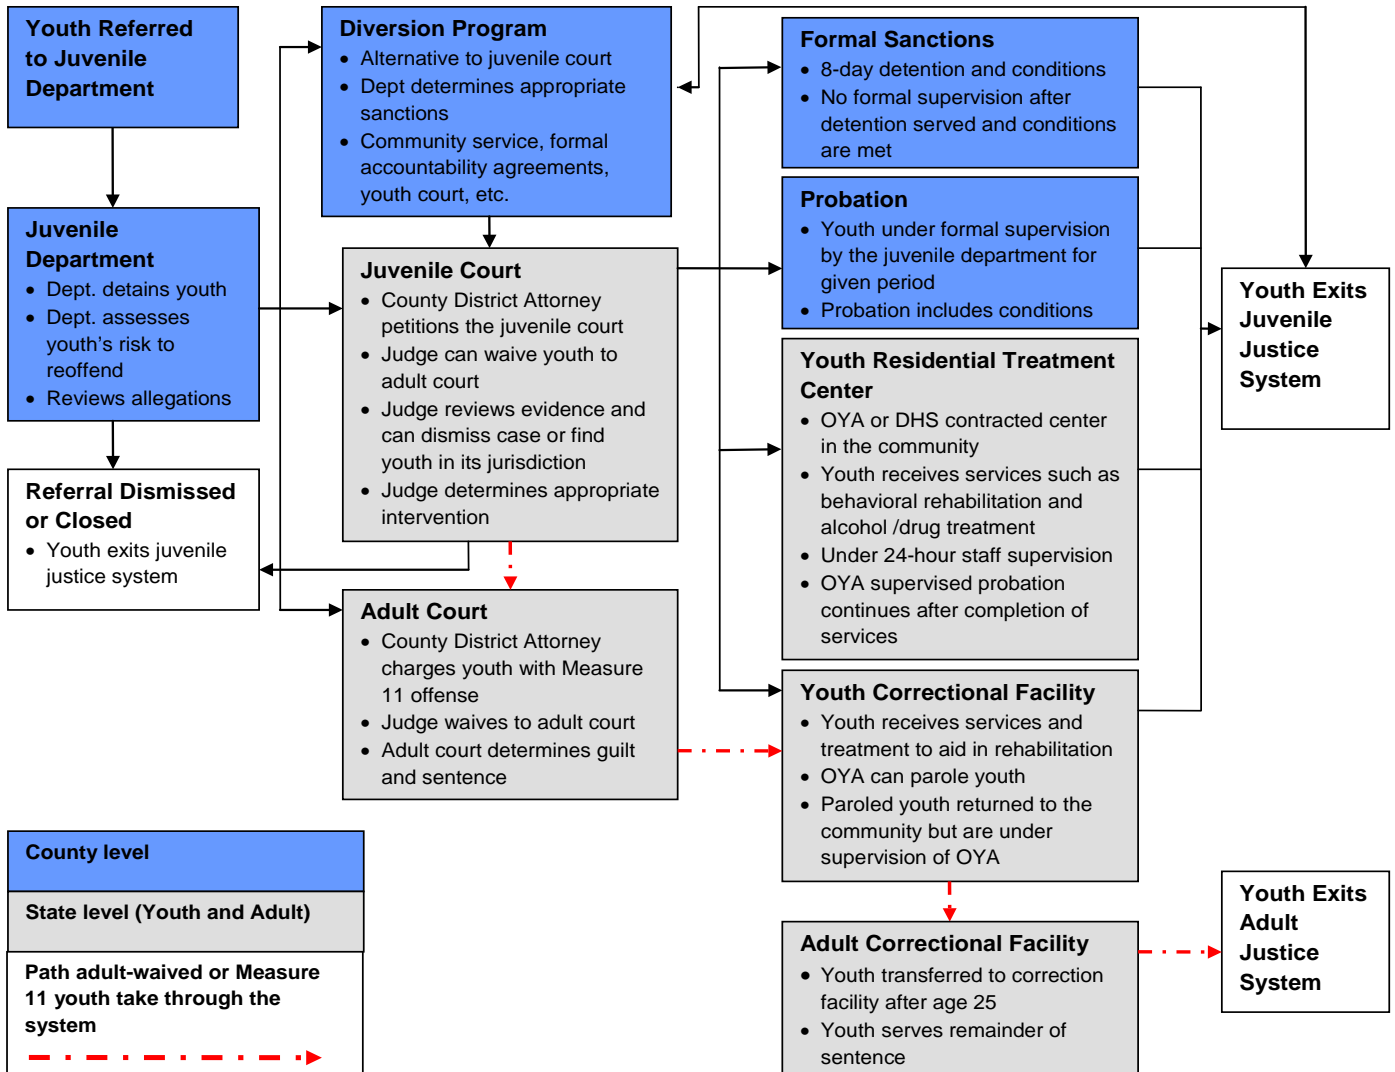 Youth Referred
to Juvenile
Department
Juvenile
Department
• Dept. detains youth
• Dept. assesses
youth’s risk to
reoffend
• Reviews allegations
Referral Dismissed
or Closed
• Youth exits juvenile
justice system
Diversion Program
• Alternative to juvenile court
• Dept determines appropriate
sanctions
• Community service, formal
accountability agreements,
youth court, etc.
Juvenile Court
• County District Attorney
petitions the juvenile court
• Judge can waive youth to
adult court
• Judge reviews evidence and
can dismiss case or find
youth in its jurisdiction
• Judge determines appropriate
intervention
Adult Court
• County District Attorney
charges youth with Measure
11 offense
• Judge waives to adult court
• Adult court determines guilt
and sentence
Formal Sanctions
• 8-day detention and conditions
• No formal supervision after
detention served and conditions
are met
Probation
• Youth under formal supervision
by the juvenile department for
given period
• Probation includes conditions
Youth Residential Treatment
Center
• OYA or DHS contracted center
in the community
• Youth receives services such as
behavioral rehabilitation and
alcohol /drug treatment
• Under 24-hour staff supervision
• OYA supervised probation
continues after completion of
services
Youth Correctional Facility
• Youth receives services and
treatment to aid in rehabilitation
• OYA can parole youth
• Paroled youth returned to the
community but are under
supervision of OYA
Adult Correctional Facility
• Youth transferred to correction
facility after age 25
• Youth serves remainder of
sentence
Youth Exits
Juvenile
Justice
System
Youth Exits
Adult
Justice
System
County level
State level (Youth and Adult)
Path adult-waived or Measure
11 youth take through the
system